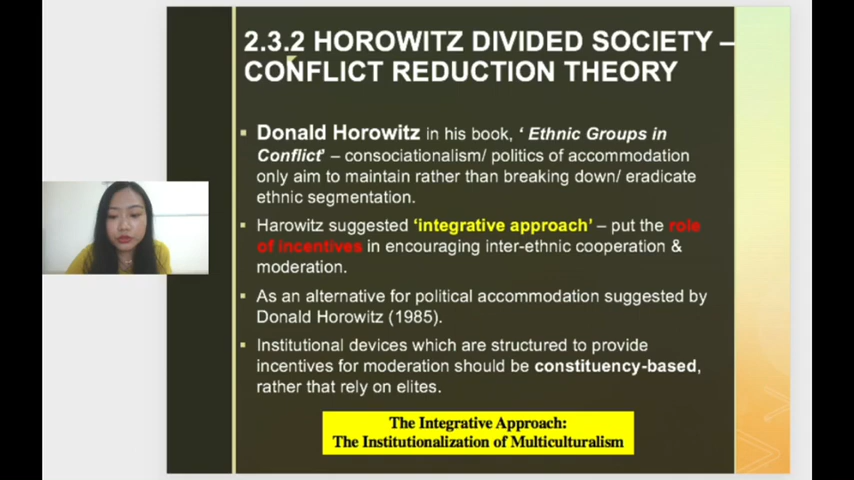 2.3.2 HOROWITZ DIVIDED SOCIETY –
CONFLICT REDUCTION THEORY
▪ Donald Horowitz in his book, ‘ Ethnic Groups in
Conflict’ – consociationalism/ politics of accommodation
only aim to maintain rather than breaking down/ eradicate
ethnic segmentation.
▪ Harowitz suggested ‘integrative approach’ – put the role
of incentives in encouraging inter-ethnic cooperation &
moderation.
▪ As an alternative for political accommodation suggested by
Donald Horowitz (1985).
▪ Institutional devices which are structured to provide
incentives for moderation should be constituency-based,
rather that rely on elites.
The Integrative Approach:
The Institutionalization of Multiculturalism